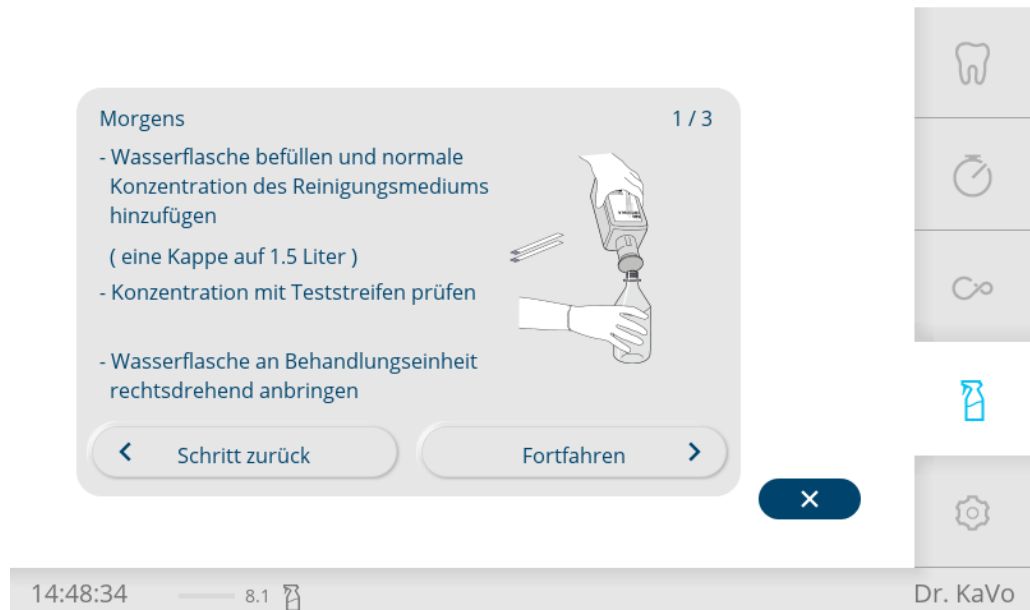 Morgens 1 / 3
- Wasserflasche befüllen und normale
Konzentration des Reinigungsmediums
hinzufügen
( eine Kappe auf 1.5 Liter )
- Konzentration mit Teststreifen prüfen
- Wasserflasche an Behandlungseinheit
rechtsdrehend anbringen
Schritt zurück Fortfahren
14:48:34 8.1 Dr. KaVo